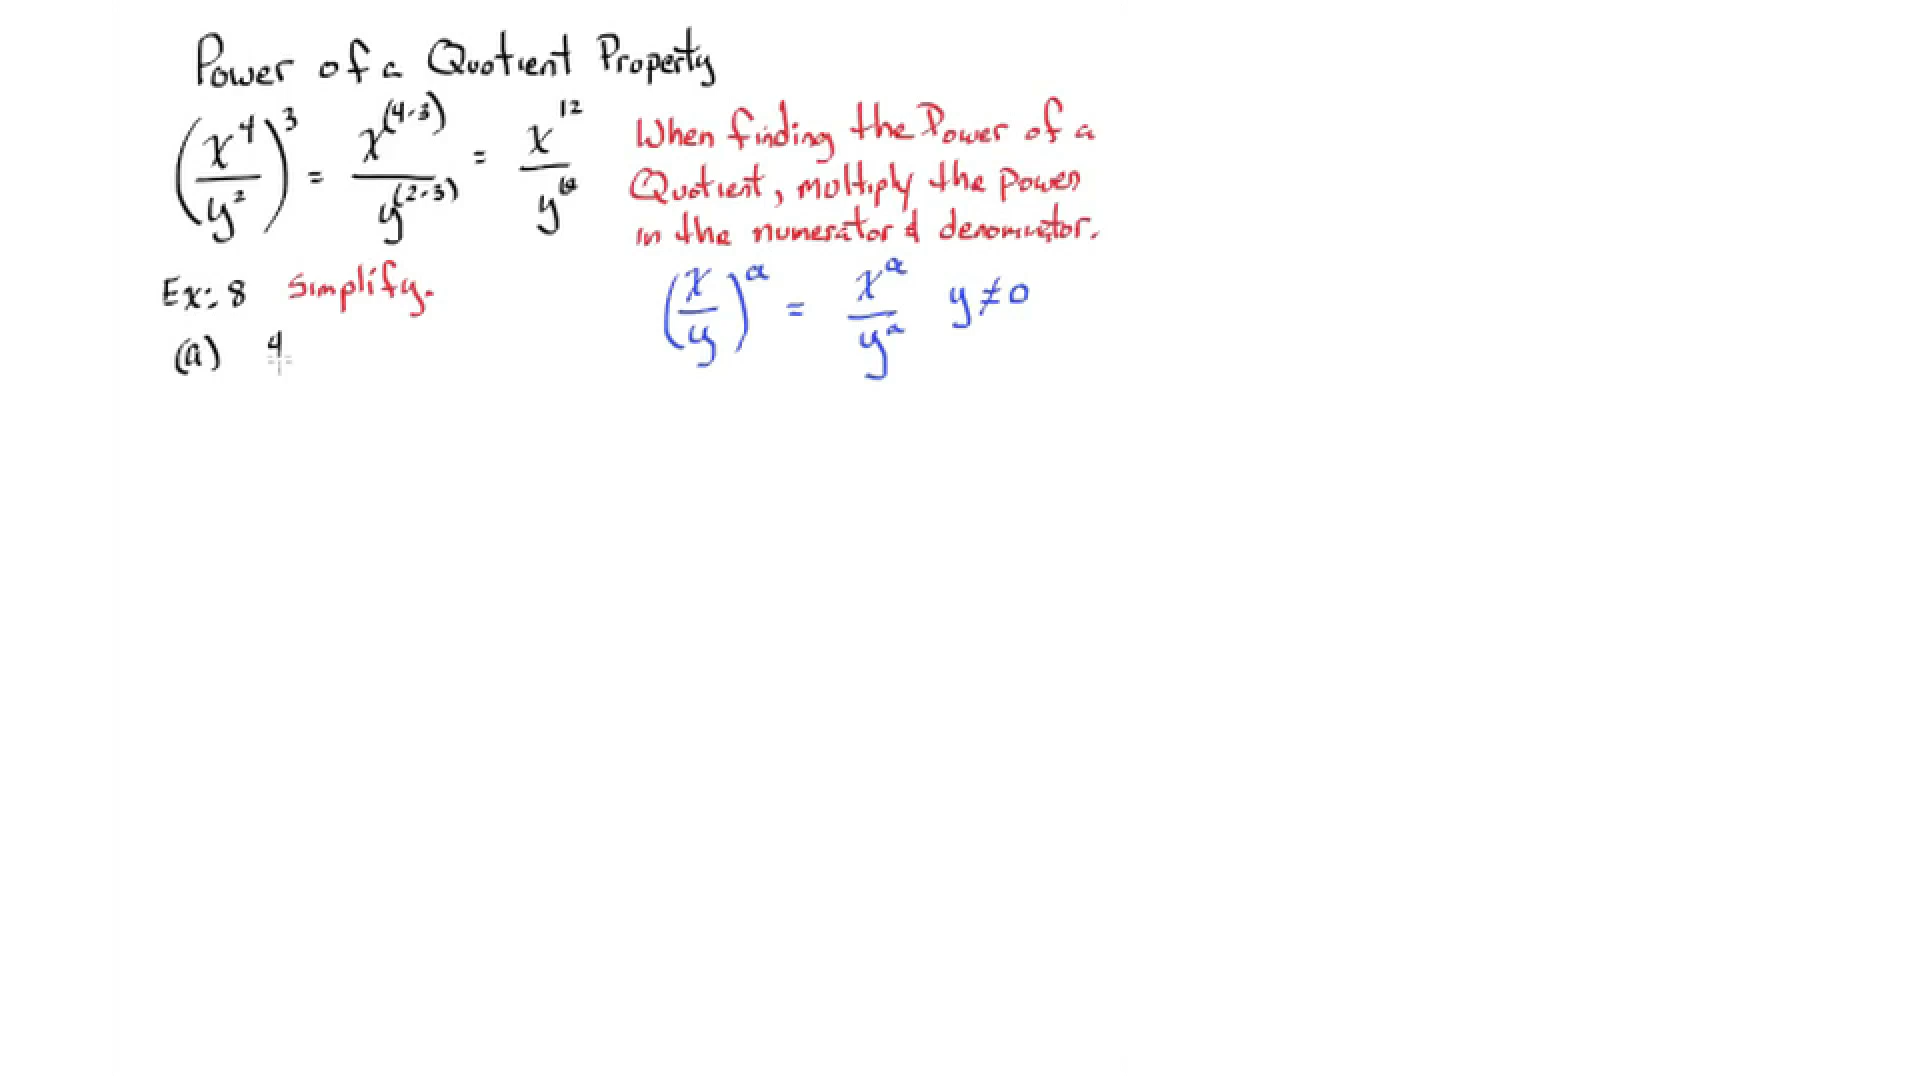 Power of a Quotient Property
(x^4/y^2)^3 = x^(4·3)/y^(2·3) = x^12/y^6
When finding the Power of a
Quotient, multiply the power
in the numerator & denominator.
(x/y)^a = x^a/y^a y≠0
Ex: 8 Simplify.
(a) 4